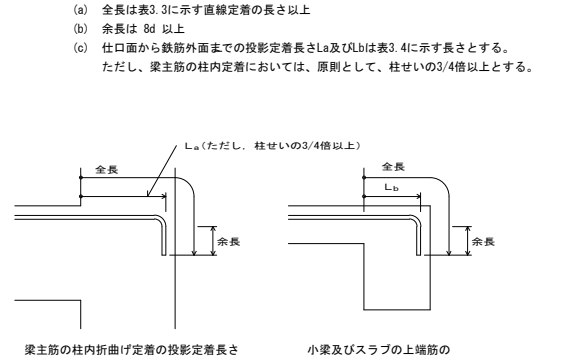 (a) 全長は表3.3に示す直線定着の長さ以上
(b) 余長は 8d 以上
(c) 仕口面から鉄筋外面までの投影定着長さLa及びLbは表3.4に示す長さとする。
ただし、梁主筋の柱内定着においては、原則として、柱せいの3/4倍以上とする。
La(ただし、柱せいの3/4倍以上)
全長
全長
Lb
余長
余長
梁主筋の柱内折曲げ定着の投影定着長さ
小梁及びスラブの上端筋の